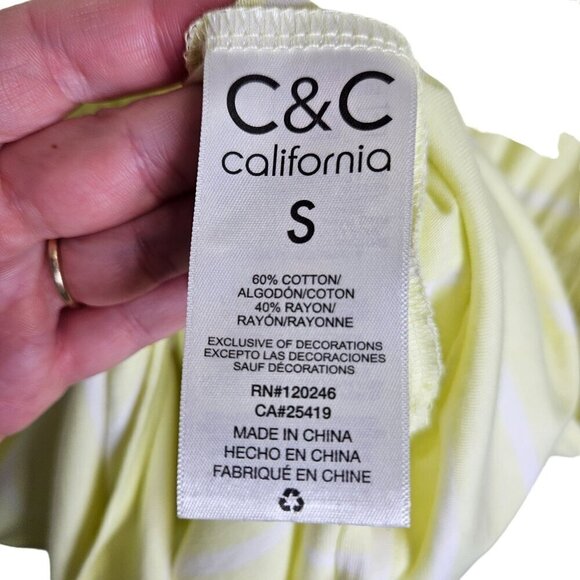 C&C
california
S
60% COTTON/
ALGODÓN/COTON
40% RAYON/
RAYÓN/RAYONNE
EXCLUSIVE OF DECORATIONS
EXCEPTO LAS DECORACIONES
SAUF DÉCORATIONS
RN#120246
CA#25419
MADE IN CHINA
HECHO EN CHINA
FABRIQUÉ EN CHINE